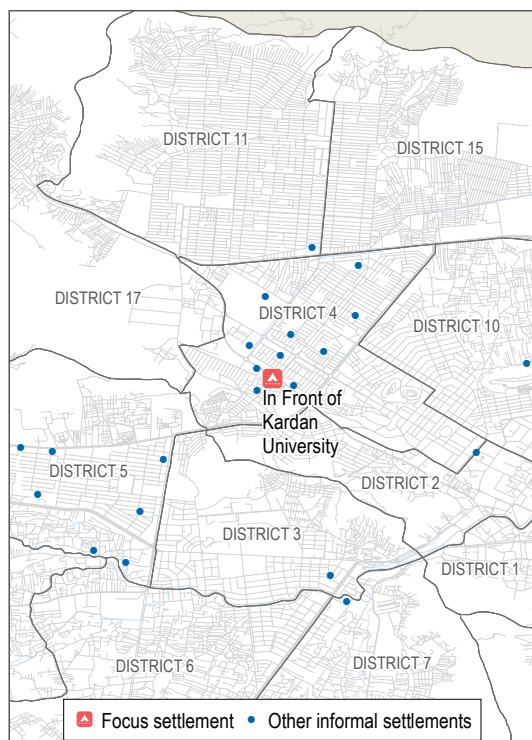 DISTRICT 11
DISTRICT 15
DISTRICT 17
DISTRICT 4
DISTRICT 10
In Front of
Kardan
University
DISTRICT 5
DISTRICT 2
DISTRICT 3
DISTRICT 1
DISTRICT 6
DISTRICT 7
Focus settlement
Other informal settlements